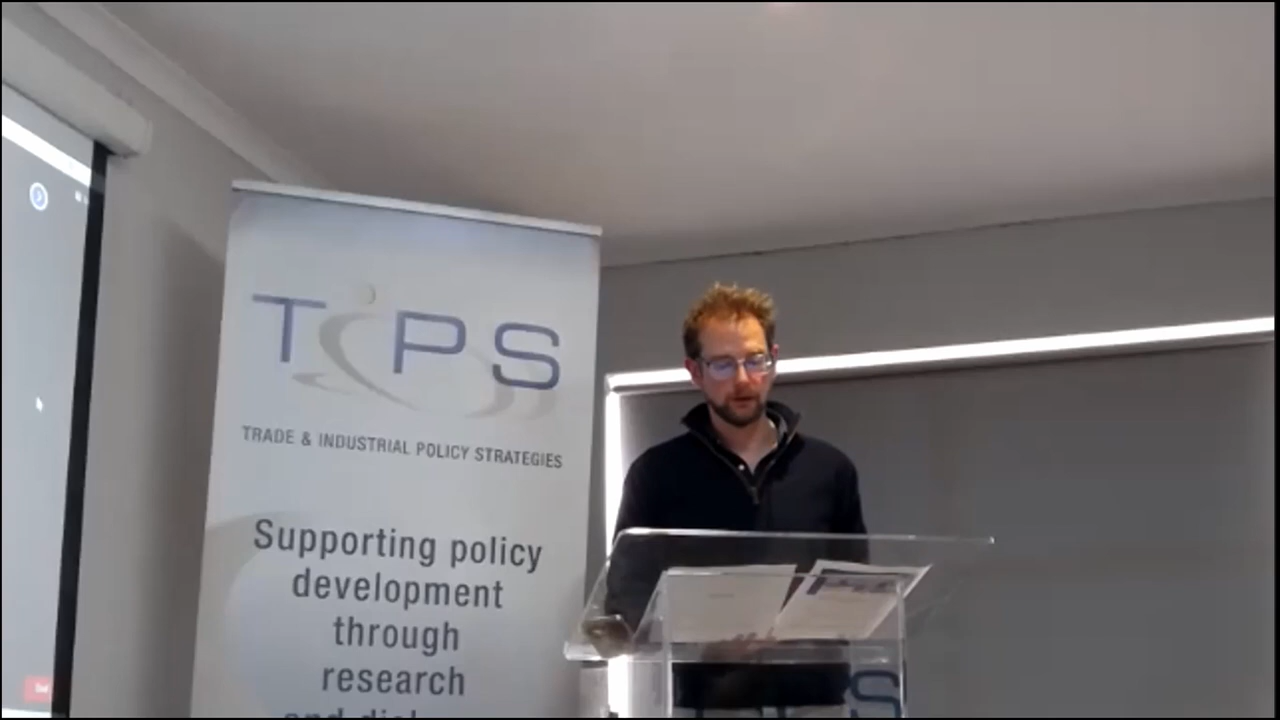 TIPS
TRADE & INDUSTRIAL POLICY STRATEGIES
Supporting policy
development
through
research